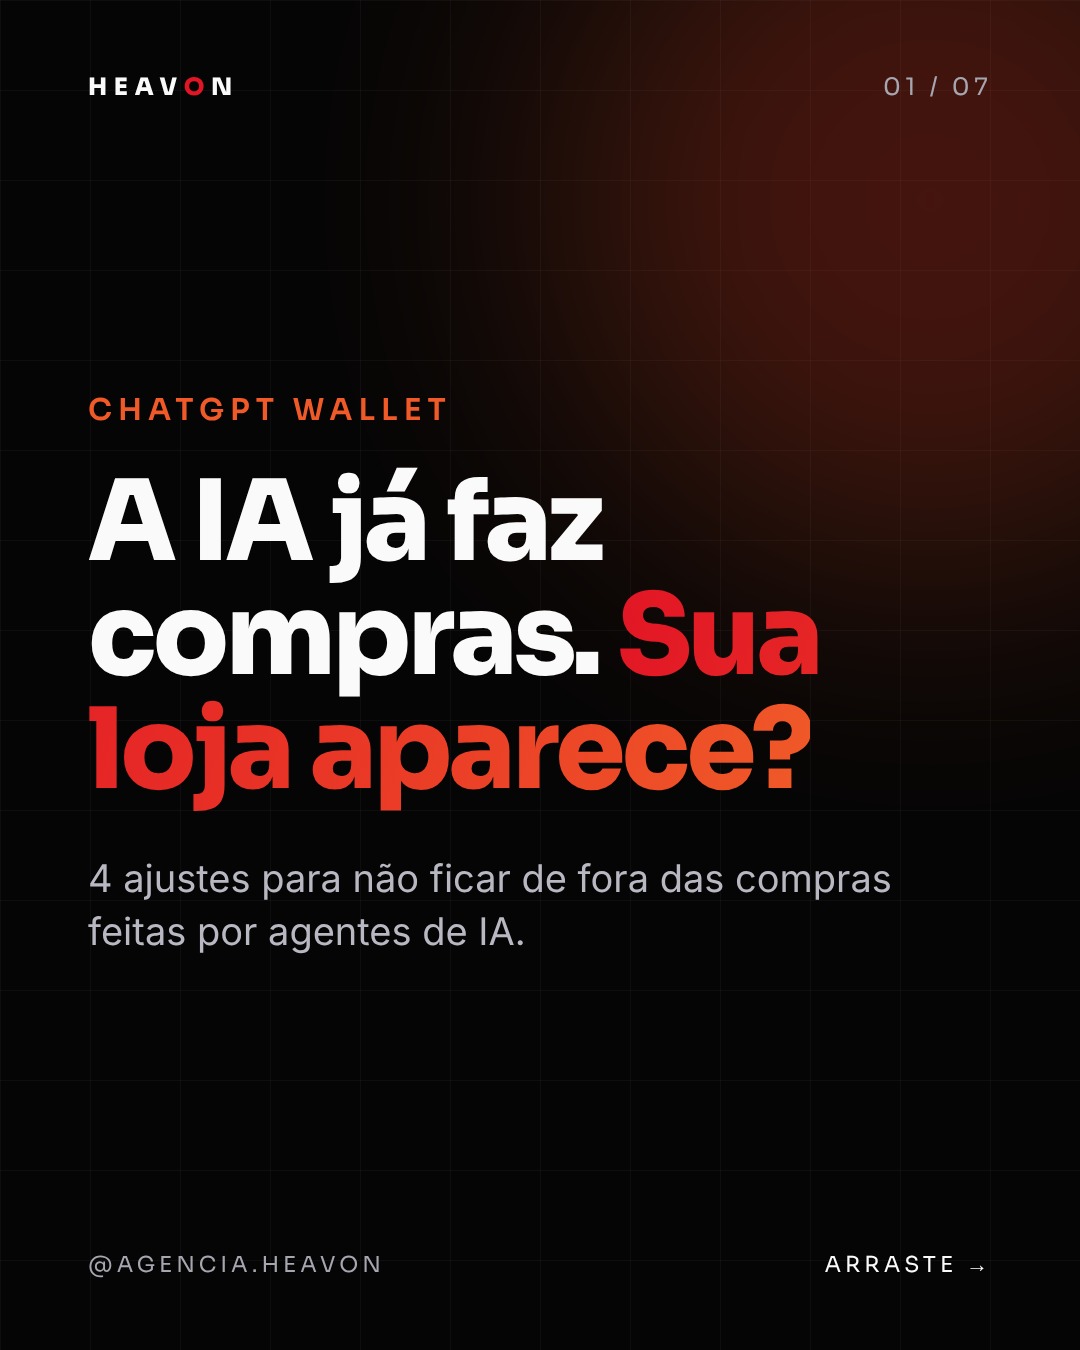 HEAVON
01 / 07
CHATGPT WALLET
A IA já faz
compras. Sua
loja aparece?
4 ajustes para não ficar de fora das compras
feitas por agentes de IA.
@AGENCIA.HEAVON
ARRASTE →